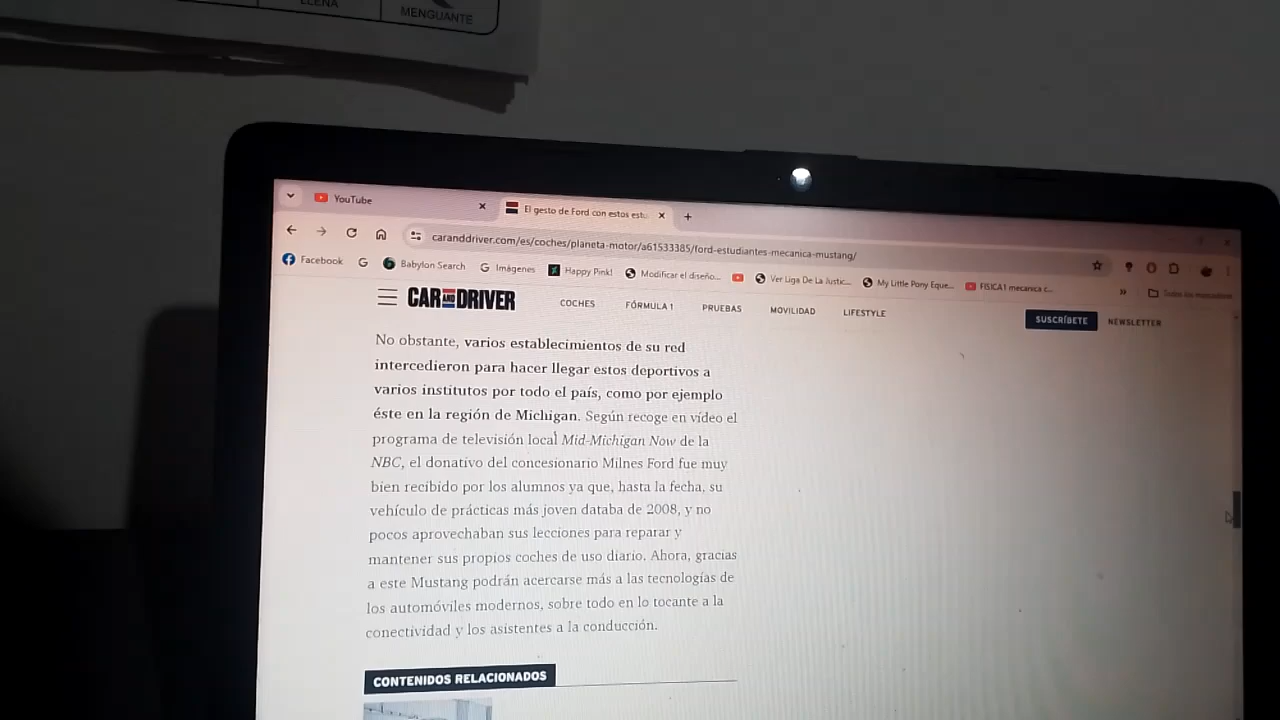 LLENA
MENGUANTE
YouTube
El gesto de Ford con estos estu
caranddriver.com/es/coches/planeta-motor/a61533385/ford-estudiantes-mecanica-mustang/
Facebook
Babylon Search
Imágenes
Happy Pink!
Modificar el diseño...
Ver Liga De La Justic...
My Little Pony Eque...
FISICA1 mecanica c...
Todos los marcadores
CAR AND DRIVER
COCHES
FÓRMULA 1
PRUEBAS
MOVILIDAD
LIFESTYLE
SUSCRÍBETE
NEWSLETTER
No obstante, varios establecimientos de su red
intercedieron para hacer llegar estos deportivos a
varios institutos por todo el país, como por ejemplo
éste en la región de Michigan. Según recoge en vídeo el
programa de televisión local Mid-Michigan Now de la
NBC, el donativo del concesionario Milnes Ford fue muy
bien recibido por los alumnos ya que, hasta la fecha, su
vehículo de prácticas más joven databa de 2008, y no
pocos aprovechaban sus lecciones para reparar y
mantener sus propios coches de uso diario. Ahora, gracias
a este Mustang podrán acercarse más a las tecnologías de
los automóviles modernos, sobre todo en lo tocante a la
conectividad y los asistentes a la conducción.
CONTENIDOS RELACIONADOS